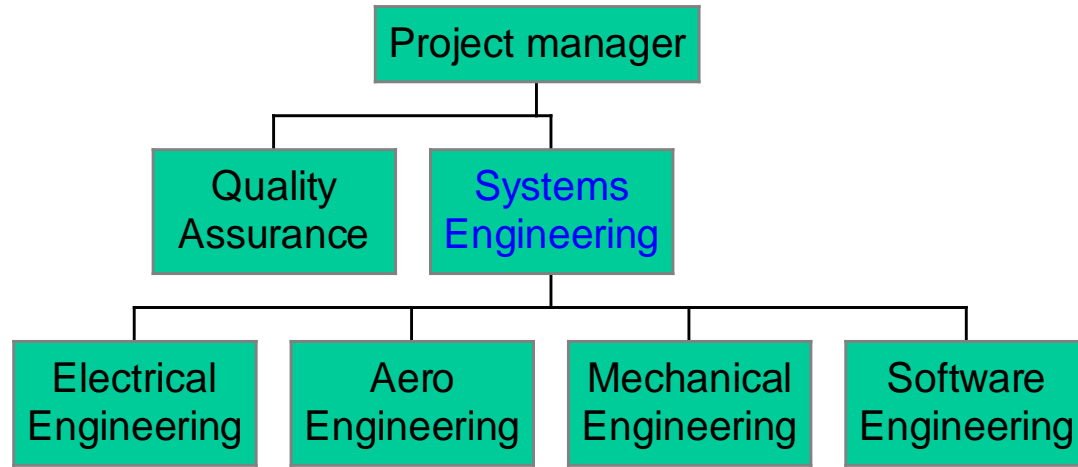 Project manager
Quality
Assurance
Systems
Engineering
Electrical
Engineering
Aero
Engineering
Mechanical
Engineering
Software
Engineering